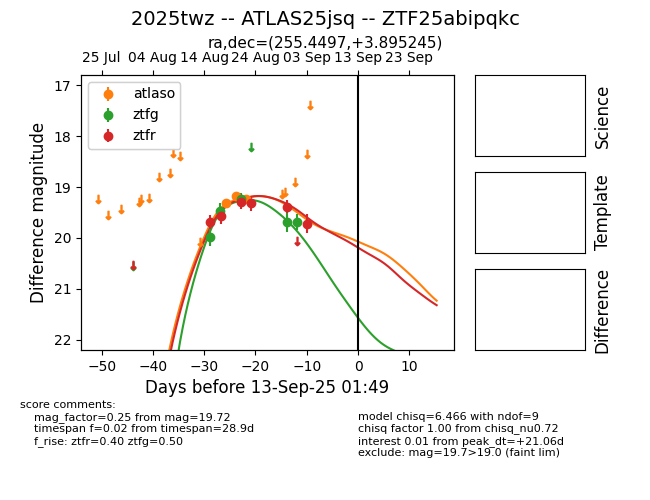 2025twz -- ATLAS25jsq -- ZTF25abipqkc
ra,dec=(255.4497,+3.895245)
25 Jul 04 Aug 14 Aug 24 Aug 03 Sep 13 Sep 23 Sep
17
18
19
20
21
22
Difference magnitude
atlaso
ztfg
ztfr
−50 −40 −30 −20 −10 0 10
Days before 13-Sep-25 01:49
Science
Template
Difference
score comments:
mag_factor=0.25 from mag=19.72
timespan f=0.02 from timespan=28.9d
f_rise: ztfr=0.40 ztfg=0.50
model chisq=6.466 with ndof=9
chisq factor 1.00 from chisq_nu0.72
interest 0.01 from peak_dt=+21.06d
exclude: mag=19.7>19.0 (faint lim)